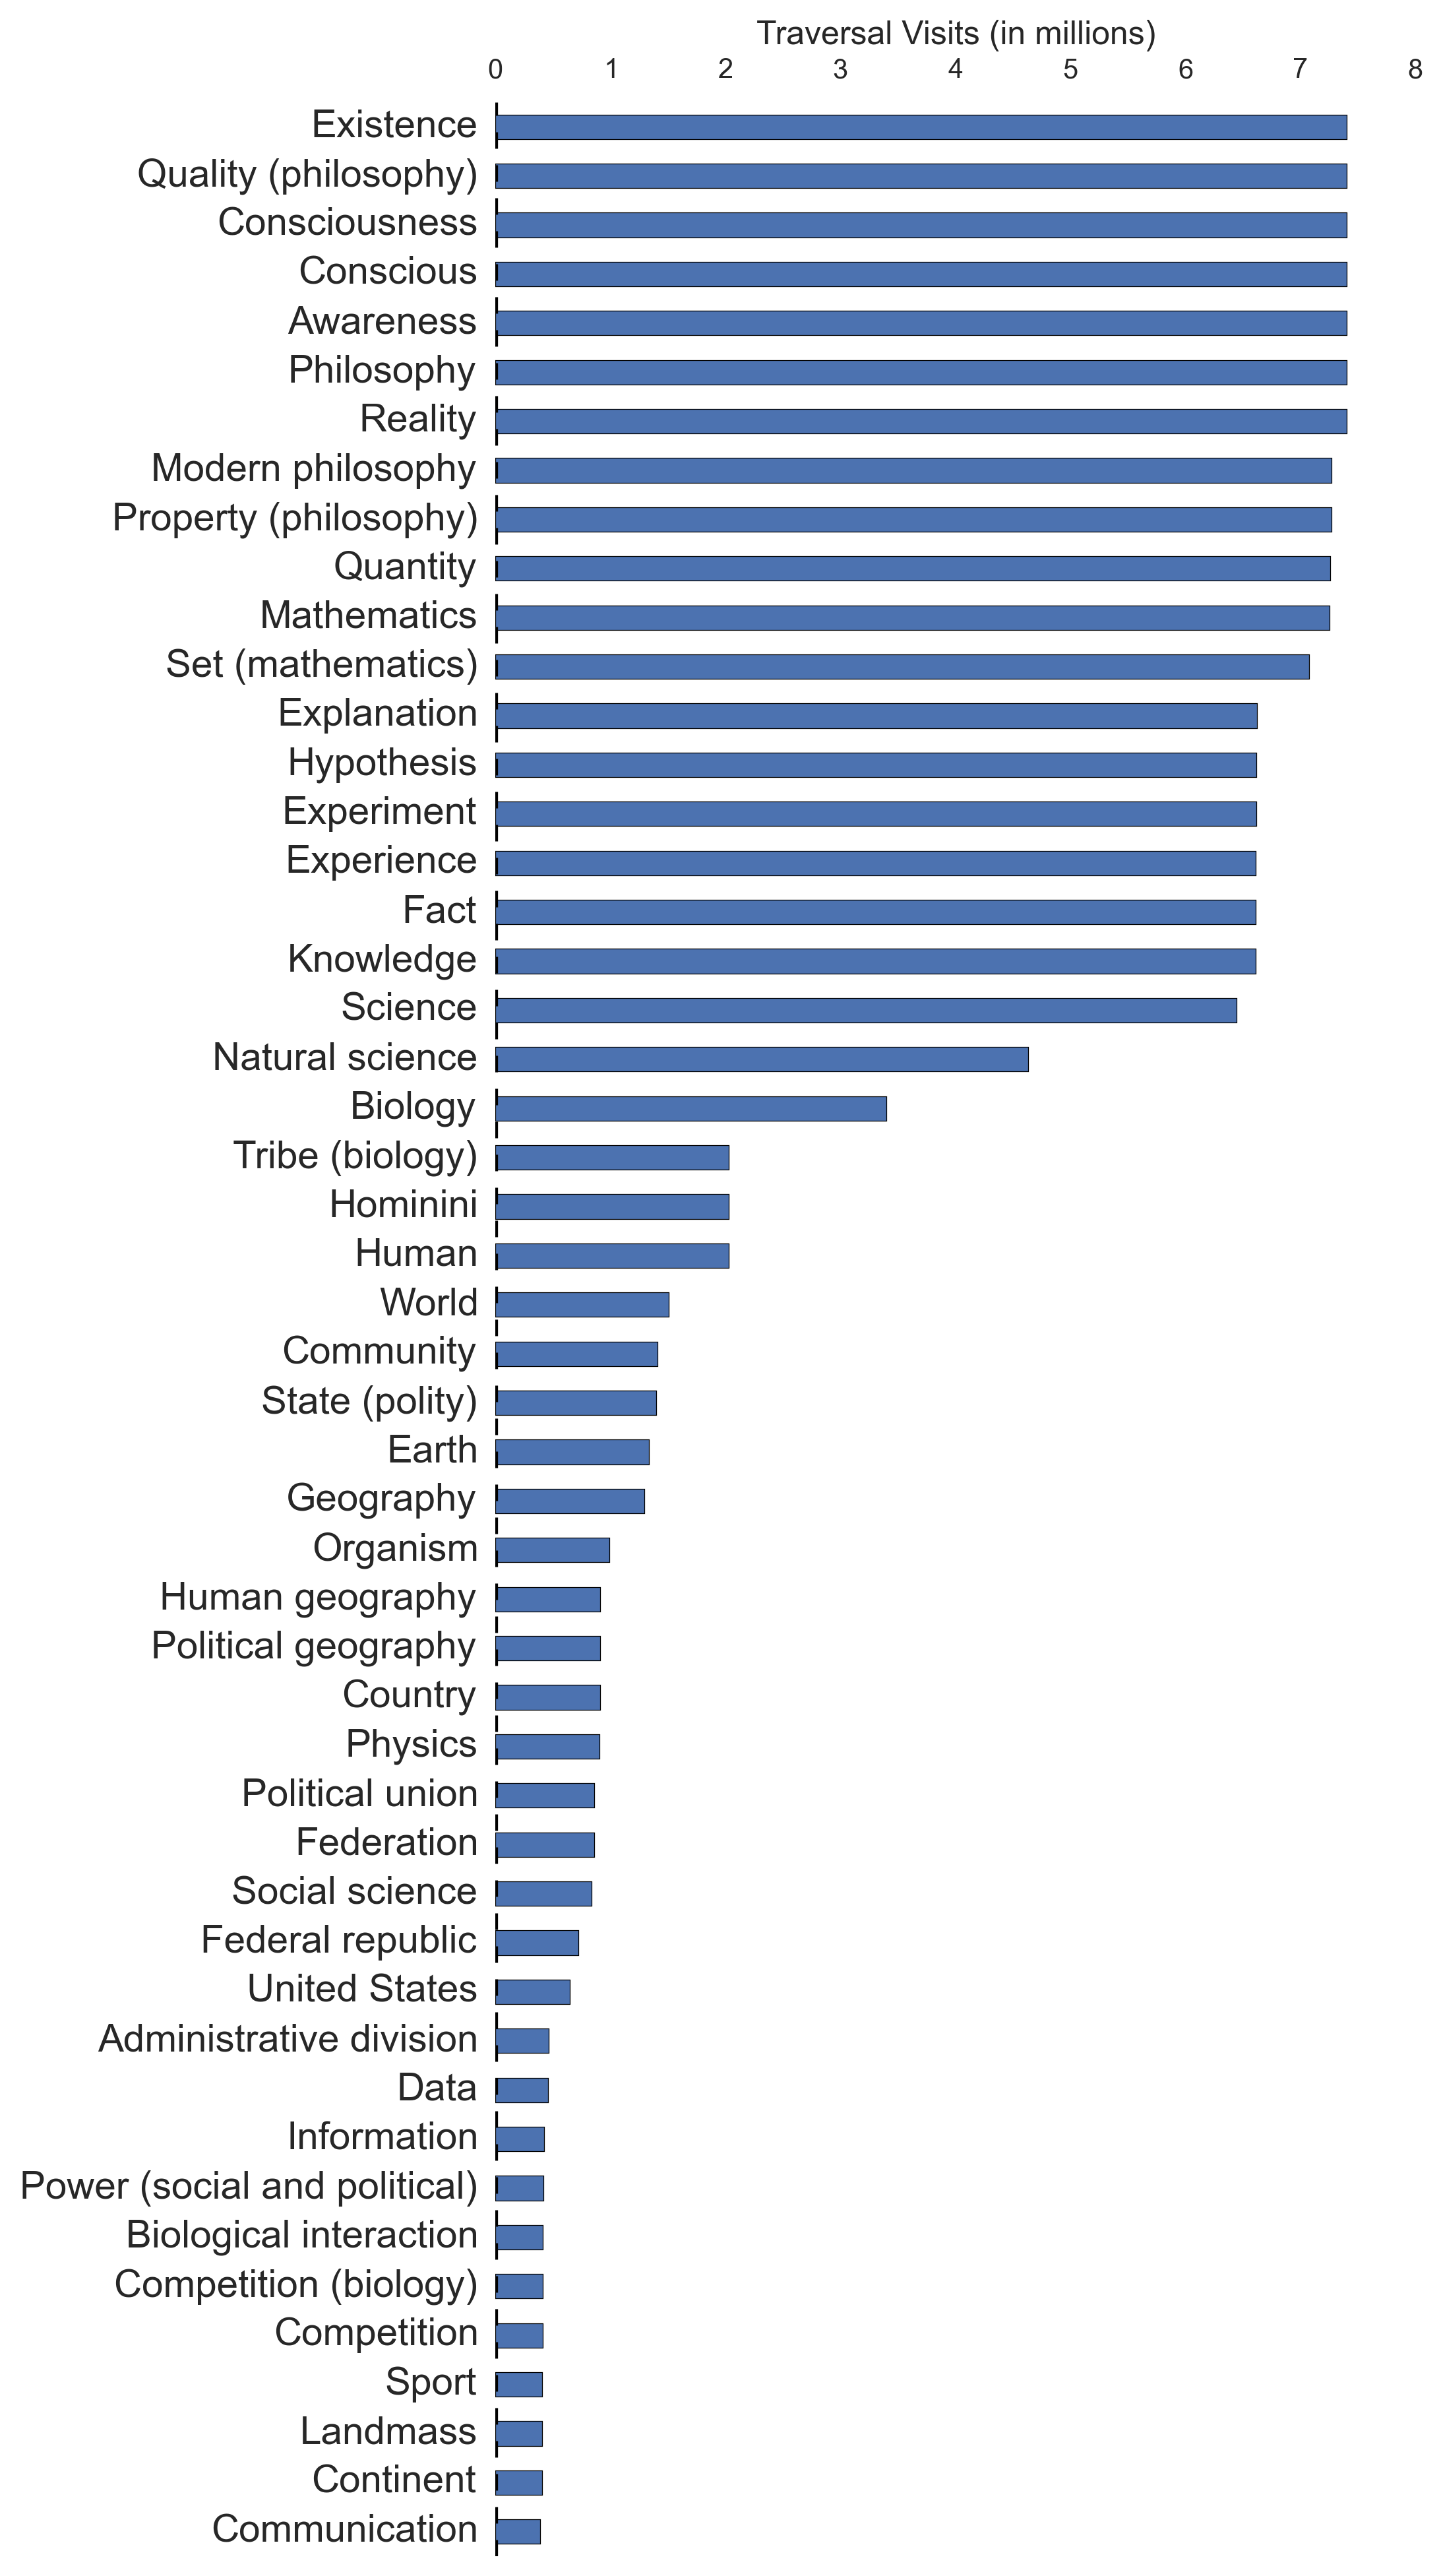 Traversal Visits (in millions)
0 1 2 3 4 5 6 7 8
Existence
Quality (philosophy)
Consciousness
Conscious
Awareness
Philosophy
Reality
Modern philosophy
Property (philosophy)
Quantity
Mathematics
Set (mathematics)
Explanation
Hypothesis
Experiment
Experience
Fact
Knowledge
Science
Natural science
Biology
Tribe (biology)
Hominini
Human
World
Community
State (polity)
Earth
Geography
Organism
Human geography
Political geography
Country
Physics
Political union
Federation
Social science
Federal republic
United States
Administrative division
Data
Information
Power (social and political)
Biological interaction
Competition (biology)
Competition
Sport
Landmass
Continent
Communication